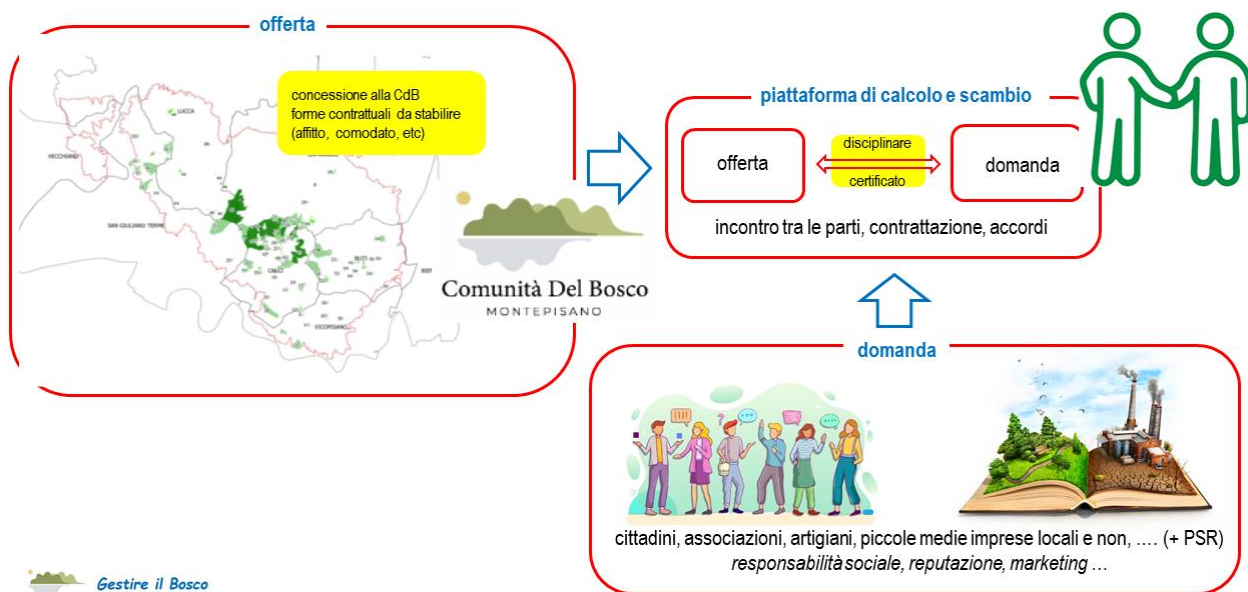 offerta
concessione alla CdB
forme contrattuali da stabilire
(affitto, comodato, etc)
LUCCA
VECCHIANO
SAN GIULIANO TERME
CALCI
BUTI
VICOPISANO
Comunità Del Bosco
MONTEPISANO
piattaforma di calcolo e scambio
offerta
disciplinare
certificato
domanda
incontro tra le parti, contrattazione, accordi
domanda
cittadini, associazioni, artigiani, piccole medie imprese locali e non, .... (+ PSR)
responsabilità sociale, reputazione, marketing ...
Gestire il Bosco